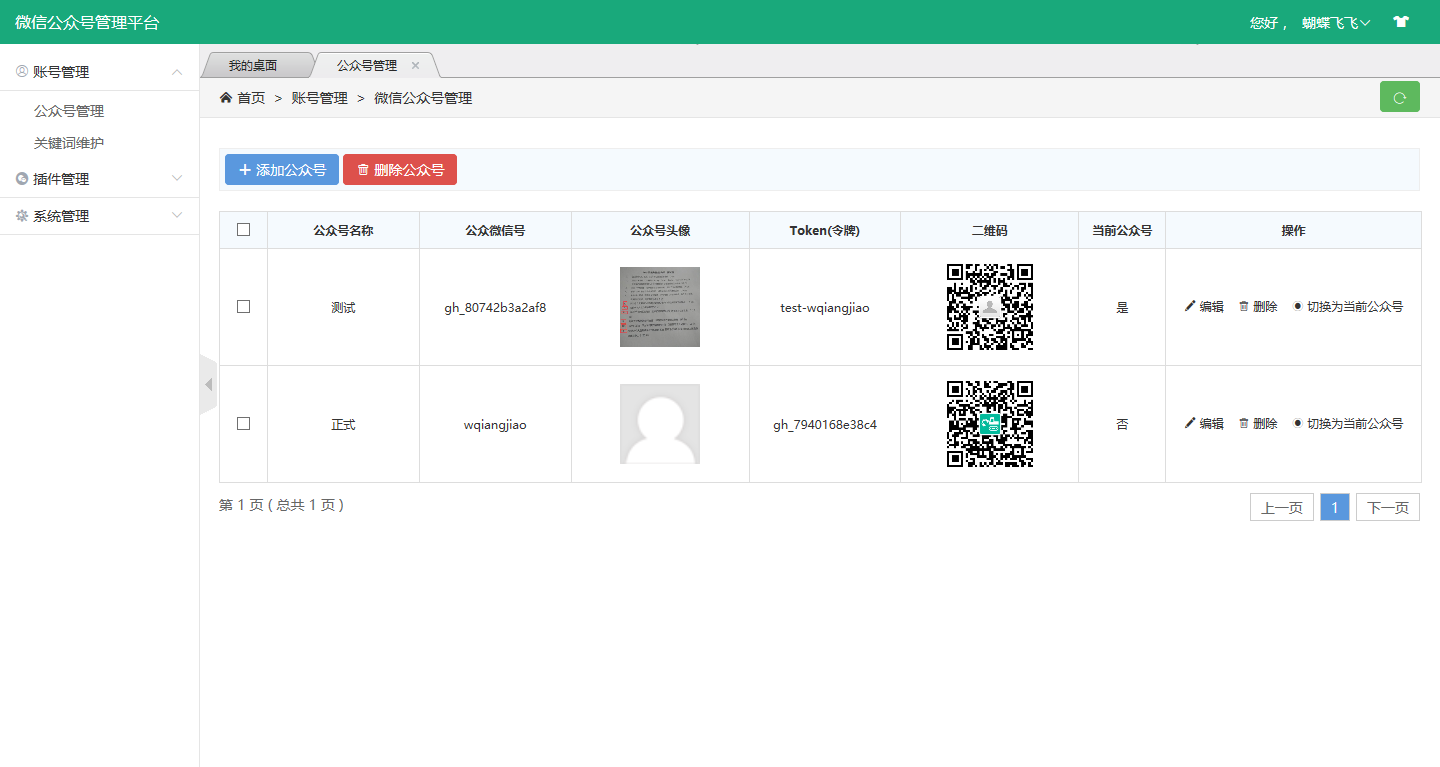 微信公众号管理平台
您好， 蝴蝶飞飞
账号管理
公众号管理
关键词维护
插件管理
系统管理
我的桌面
公众号管理 ×
首页 > 账号管理 > 微信公众号管理
添加公众号 删除公众号
公众号名称 公众微信号 公众号头像 Token(令牌) 二维码 当前公众号 操作
测试 gh_80742b3a2af8 test-wqiangjiao 是 编辑 删除 切换为当前公众号
正式 wqiangjiao gh_7940168e38c4 否 编辑 删除 切换为当前公众号
第 1 页 ( 总共 1 页 )
上一页 1 下一页